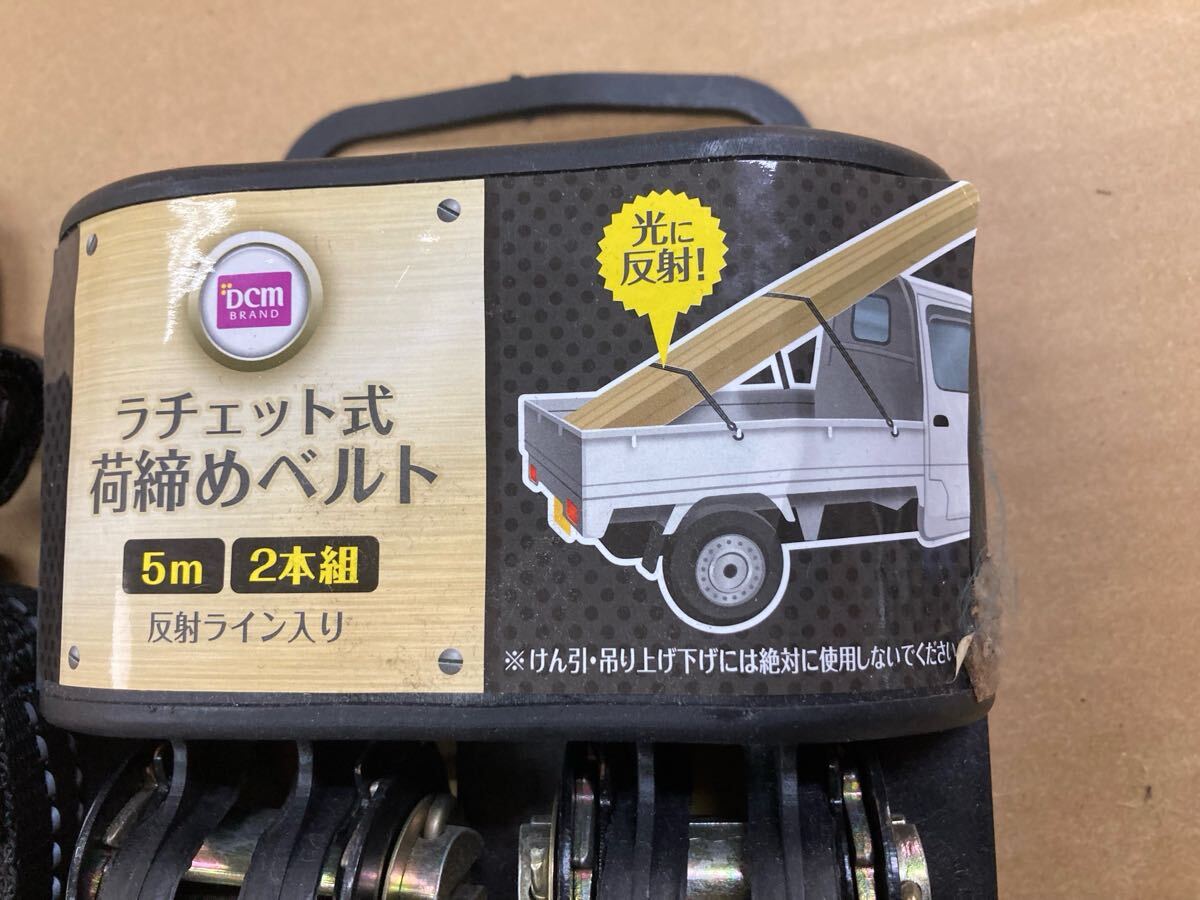 DCM
BRAND
ラチェット式
荷締めベルト
5m 2本組
反射ライン入り
光に
反射!
※けん引・吊り上げ下げには絶対に使用しないでください